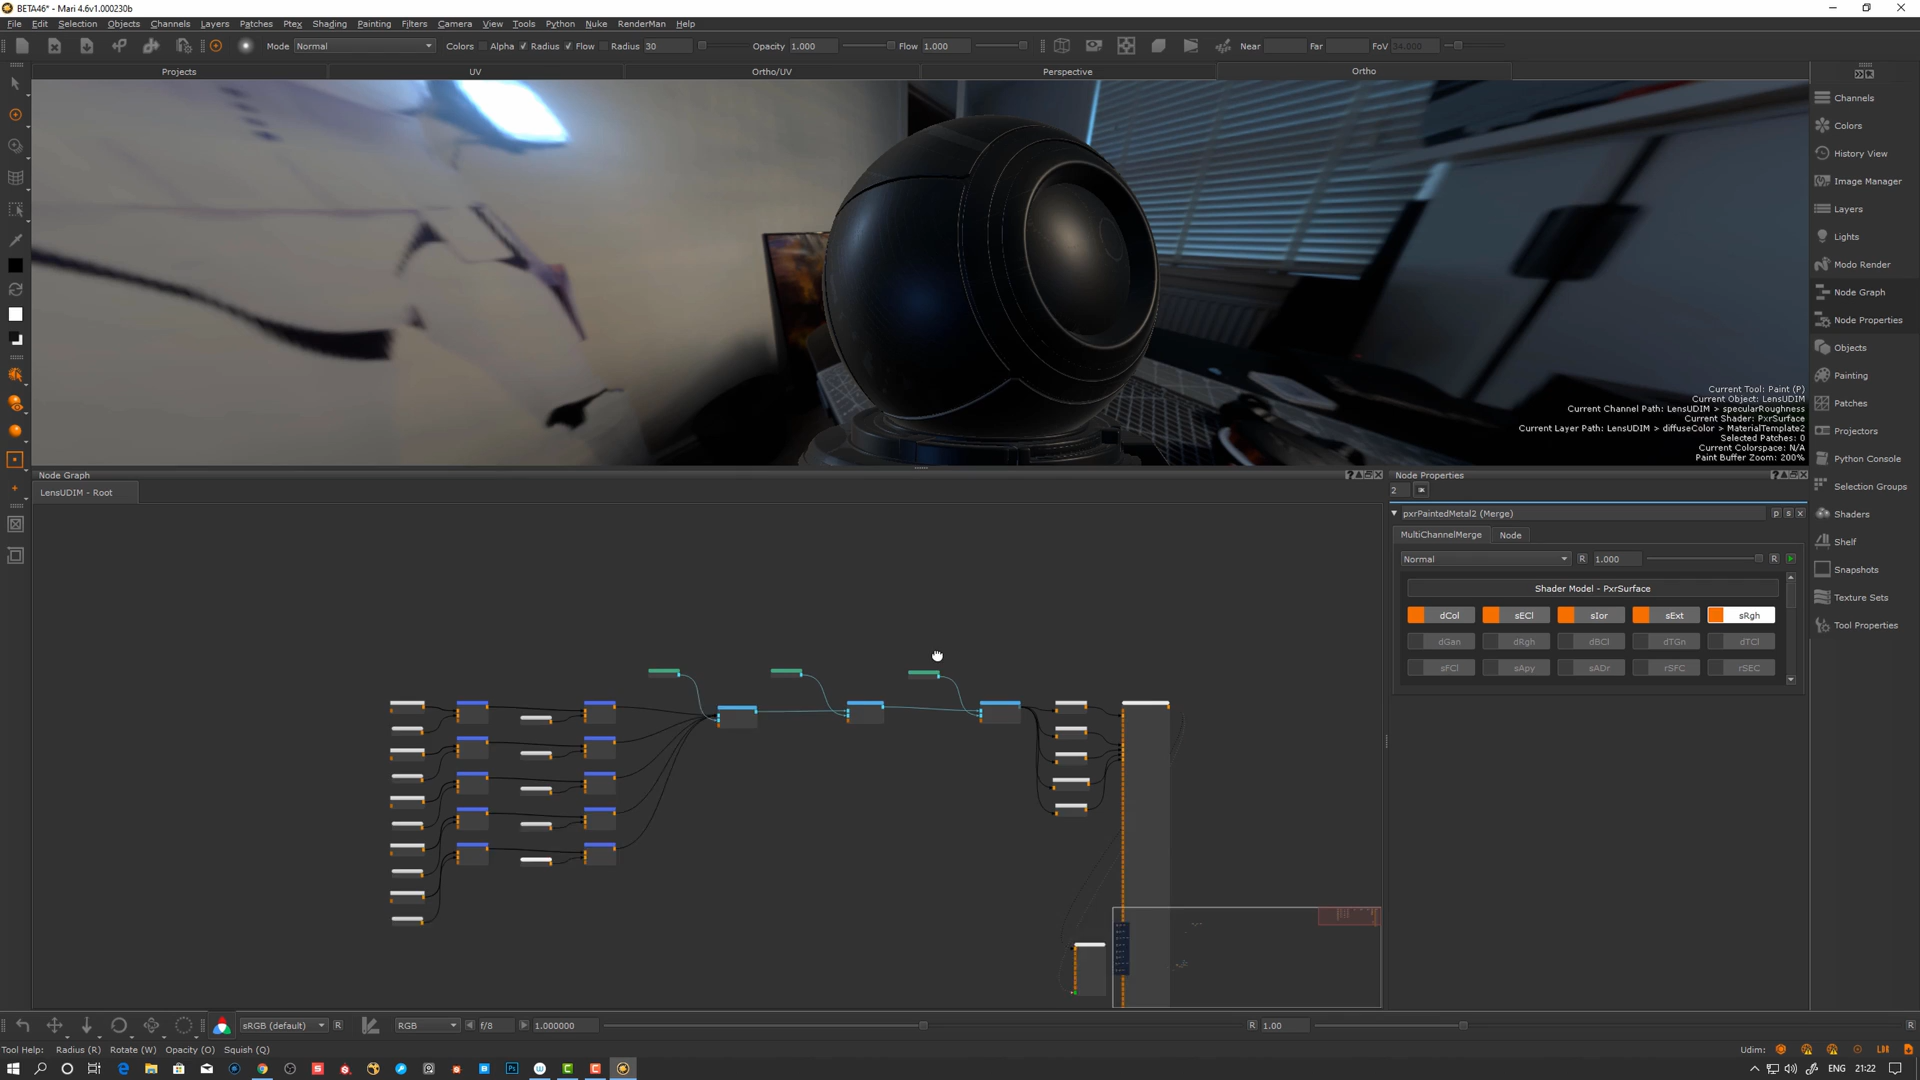 BETA46* - Mari 4.6v1.000230b
File Edit Selection Objects Channels Layers Patches Ptex Shading Painting Filters Camera View Tools Python Nuke RenderMan Help
Mode Normal Colors Alpha Radius Flow Radius 30 Opacity 1.000 Flow 1.000 Near Far FoV 34.000
Projects UV Ortho/UV Perspective Ortho
Channels
Colors
History View
Image Manager
Layers
Lights
Modo Render
Node Graph
Node Properties
Objects
Painting
Patches
Projectors
Python Console
Selection Groups
Shaders
Shelf
Snapshots
Texture Sets
Tool Properties
Current Tool: Paint (P)
Current Object: LensUDIM
Current Channel Path: LensUDIM > specularRoughness
Current Shader: PxrSurface
Current Layer Path: LensUDIM > diffuseColor > MaterialTemplate2
Selected Patches: 0
Current Colorspace: N/A
Paint Buffer Zoom: 200%
Node Graph
LensUDIM - Root
Node Properties
2
pxrPaintedMetal2 (Merge) p s x
MultiChannelMerge Node
Normal R 1.000 R
Shader Model - PxrSurface
dCol sECl sIor sExt sRgh
dGan dRgh dBCl dTGn dTCl
sFCl sApy sADr rSFC rSEC
sRGB (default) R RGB f/8 1.000000 R 1.00 R
Tool Help: Radius (R) Rotate (W) Opacity (O) Squish (Q)
Udim:
ENG 21:22